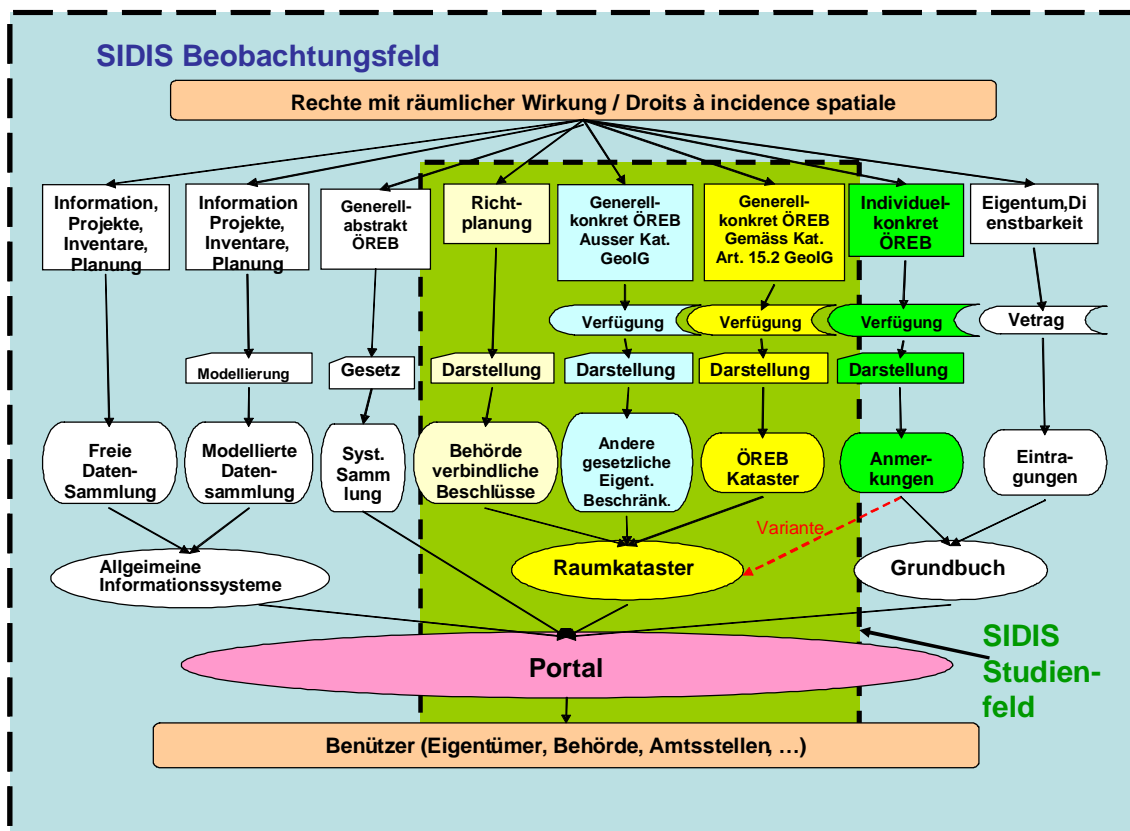 SIDIS Beobachtungsfeld
Rechte mit räumlicher Wirkung / Droits à incidence spatiale
Information,
Projekte,
Inventare,
Planung
Information
Projekte,
Inventare,
Planung
Generell-
abstrakt
ÖREB
Richt-
planung
Generell-
konkret ÖREB
Ausser Kat.
GeoIG
Generell-
konkret ÖREB
Gemäss Kat.
Art. 15.2 GeoIG
Individuel-
konkret
ÖREB
Eigentum,Di
enstbarkeit
Verfügung
Verfügung
Verfügung
Vetrag
Modellierung
Gesetz
Darstellung
Darstellung
Darstellung
Darstellung
Freie
Daten-
Sammlung
Modellierte
Daten-
sammlung
Syst.
Samm
lung
Behörde
verbindliche
Beschlüsse
Andere
gesetzliche
Eigent.
Beschränk.
ÖREB
Kataster
Anmer-
kungen
Eintra-
gungen
Variante
Allgeimeine
Informationssysteme
Raumkataster
Grundbuch
Portal
SIDIS
Studien-
feld
Benützer (Eigentümer, Behörde, Amtsstellen, …)